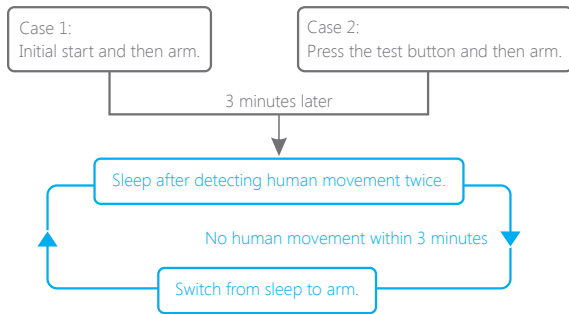 Case 1:
Initial start and then arm.
Case 2:
Press the test button and then arm.
3 minutes later
Sleep after detecting human movement twice.
No human movement within 3 minutes
Switch from sleep to arm.